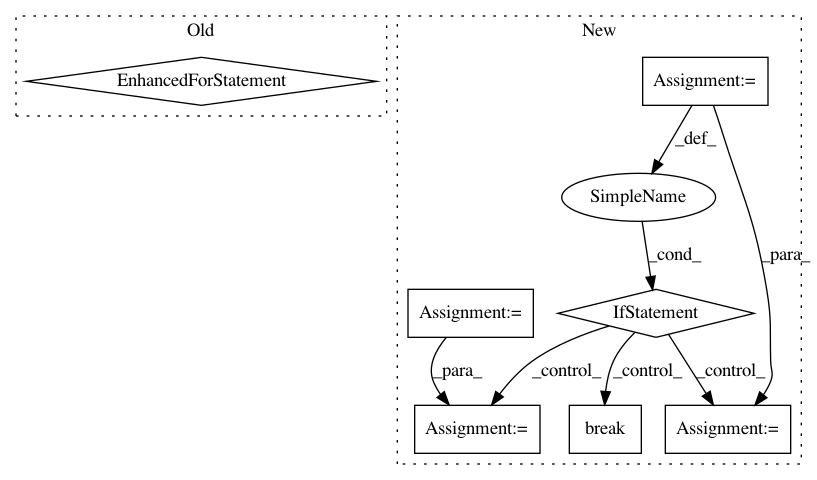 Old
New
EnhancedForStatement
Assignment:=
_def_
SimpleName
_cond_
_para_
Assignment:=
IfStatement
_para_
_control_
_control_
_control_
Assignment:=
break
Assignment:=